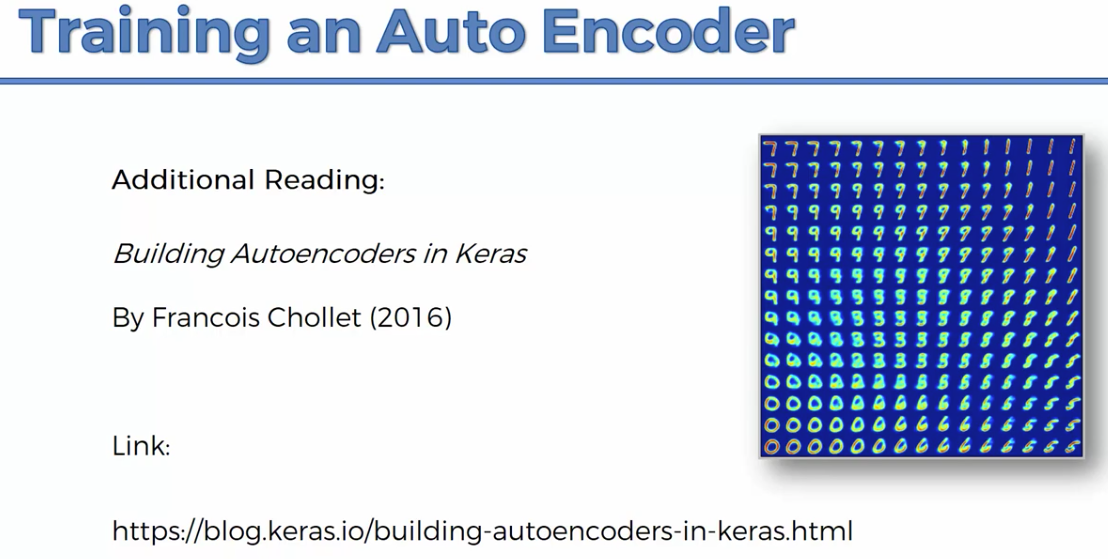 Training an Auto Encoder
Additional Reading:
Building Autoencoders in Keras
By Francois Chollet (2016)
Link:
https://blog.keras.io/building-autoencoders-in-keras.html